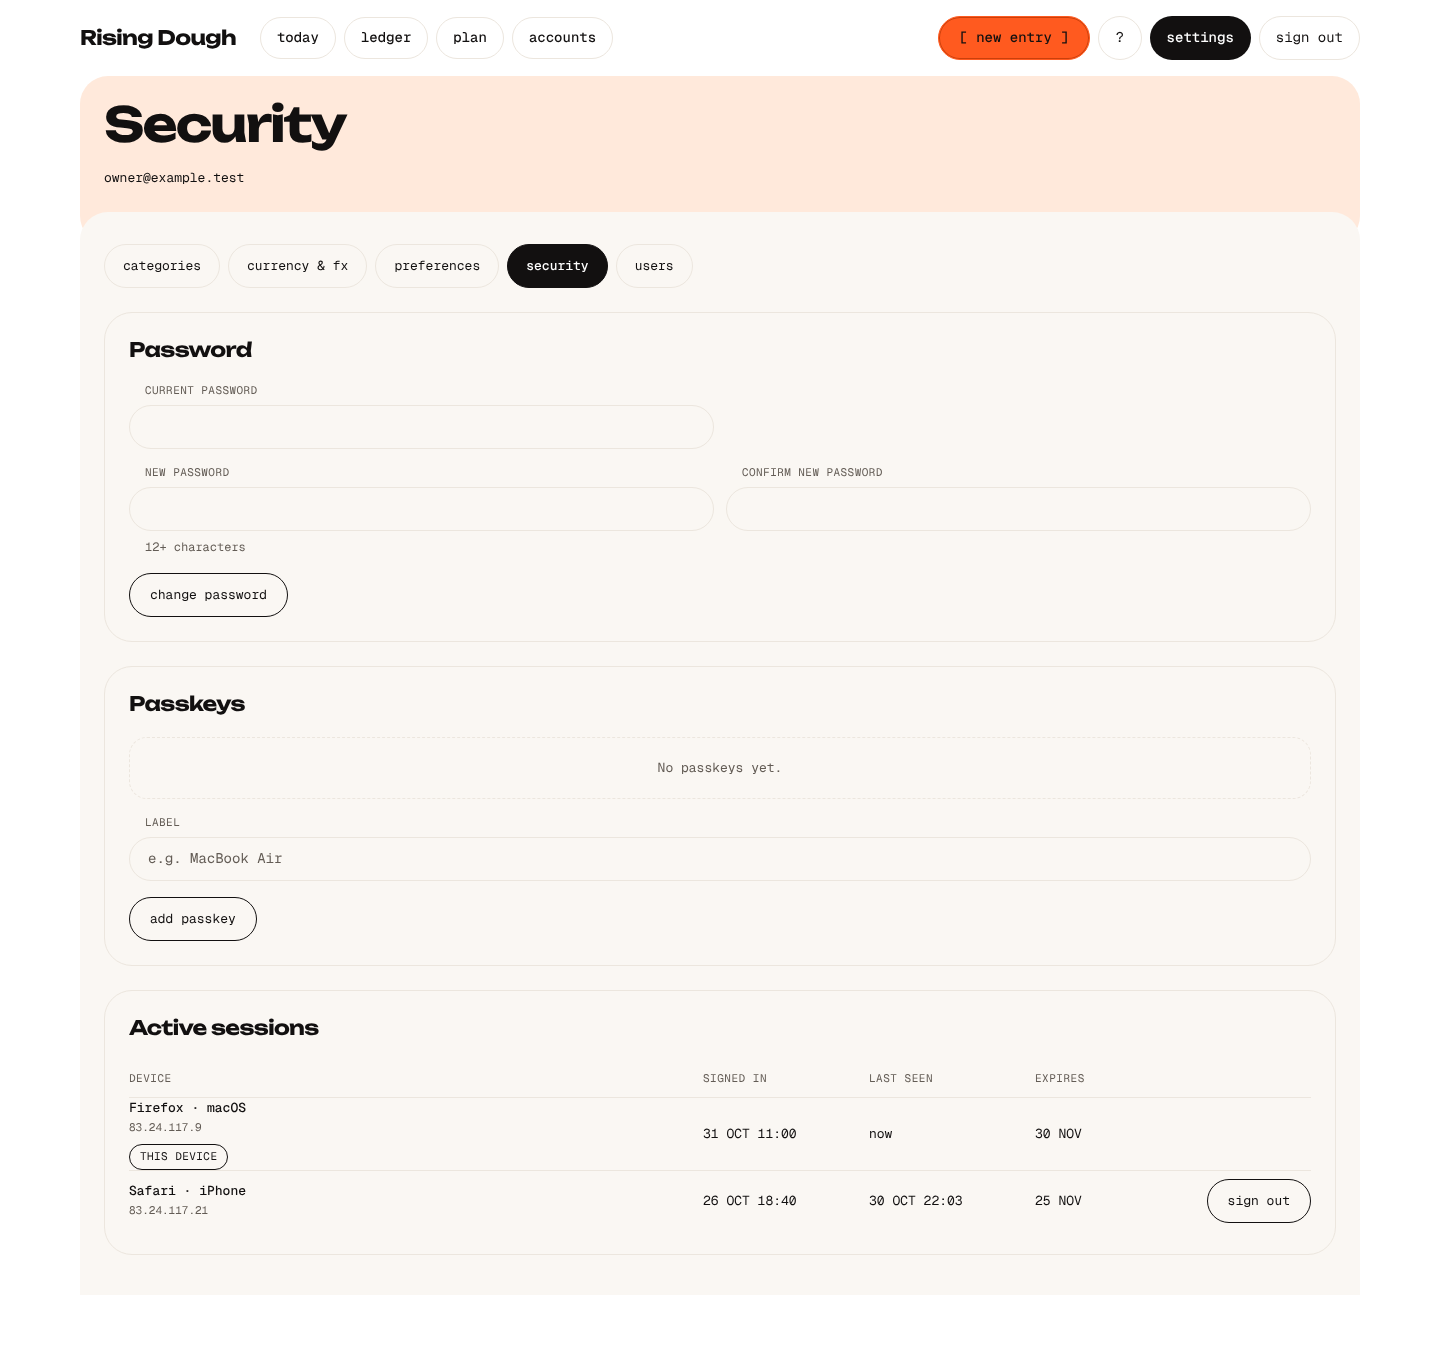 Rising Dough today ledger plan accounts [ new entry ] ? settings sign out
Security
owner@example.test
categories currency & fx preferences security users
Password
CURRENT PASSWORD
NEW PASSWORD CONFIRM NEW PASSWORD
12+ characters
change password
Passkeys
No passkeys yet.
LABEL
e.g. MacBook Air
add passkey
Active sessions
DEVICE SIGNED IN LAST SEEN EXPIRES
Firefox · macOS
83.24.117.9
THIS DEVICE
31 OCT 11:00 now 30 NOV
Safari · iPhone
83.24.117.21
26 OCT 18:40 30 OCT 22:03 25 NOV sign out